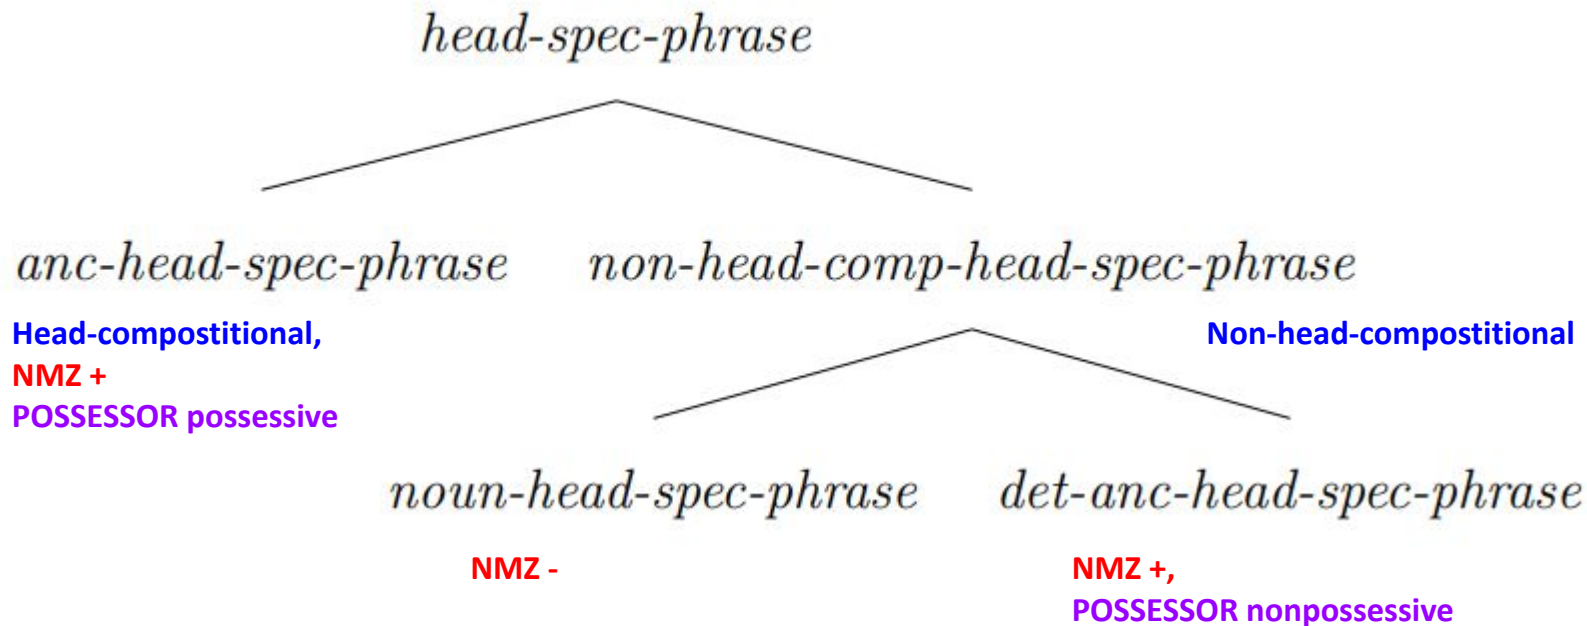 head-spec-phrase
anc-head-spec-phrase non-head-comp-head-spec-phrase
Head-compostitional, Non-head-compostitional
NMZ +
POSSESSOR possessive
noun-head-spec-phrase det-anc-head-spec-phrase
NMZ - NMZ +,
POSSESSOR nonpossessive